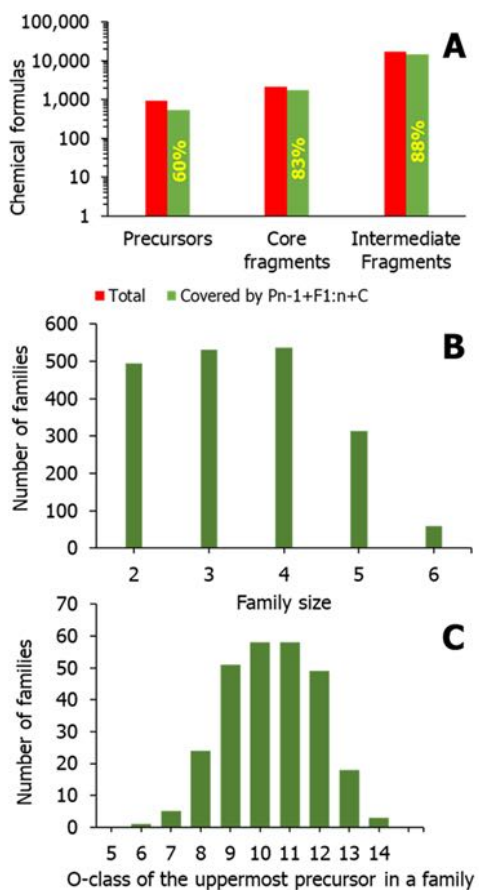 100,000
10,000
1,000
100
10
1
Chemical formulas
A
60%
83%
88%
Precursors
Core
fragments
Intermediate
Fragments
Total
Covered by Pn-1+F1:n+C
600
500
400
300
200
100
0
Number of families
B
2 3 4 5 6
Family size
70
60
50
40
30
20
10
0
Number of families
C
5 6 7 8 9 10 11 12 13 14
O-class of the uppermost precursor in a family